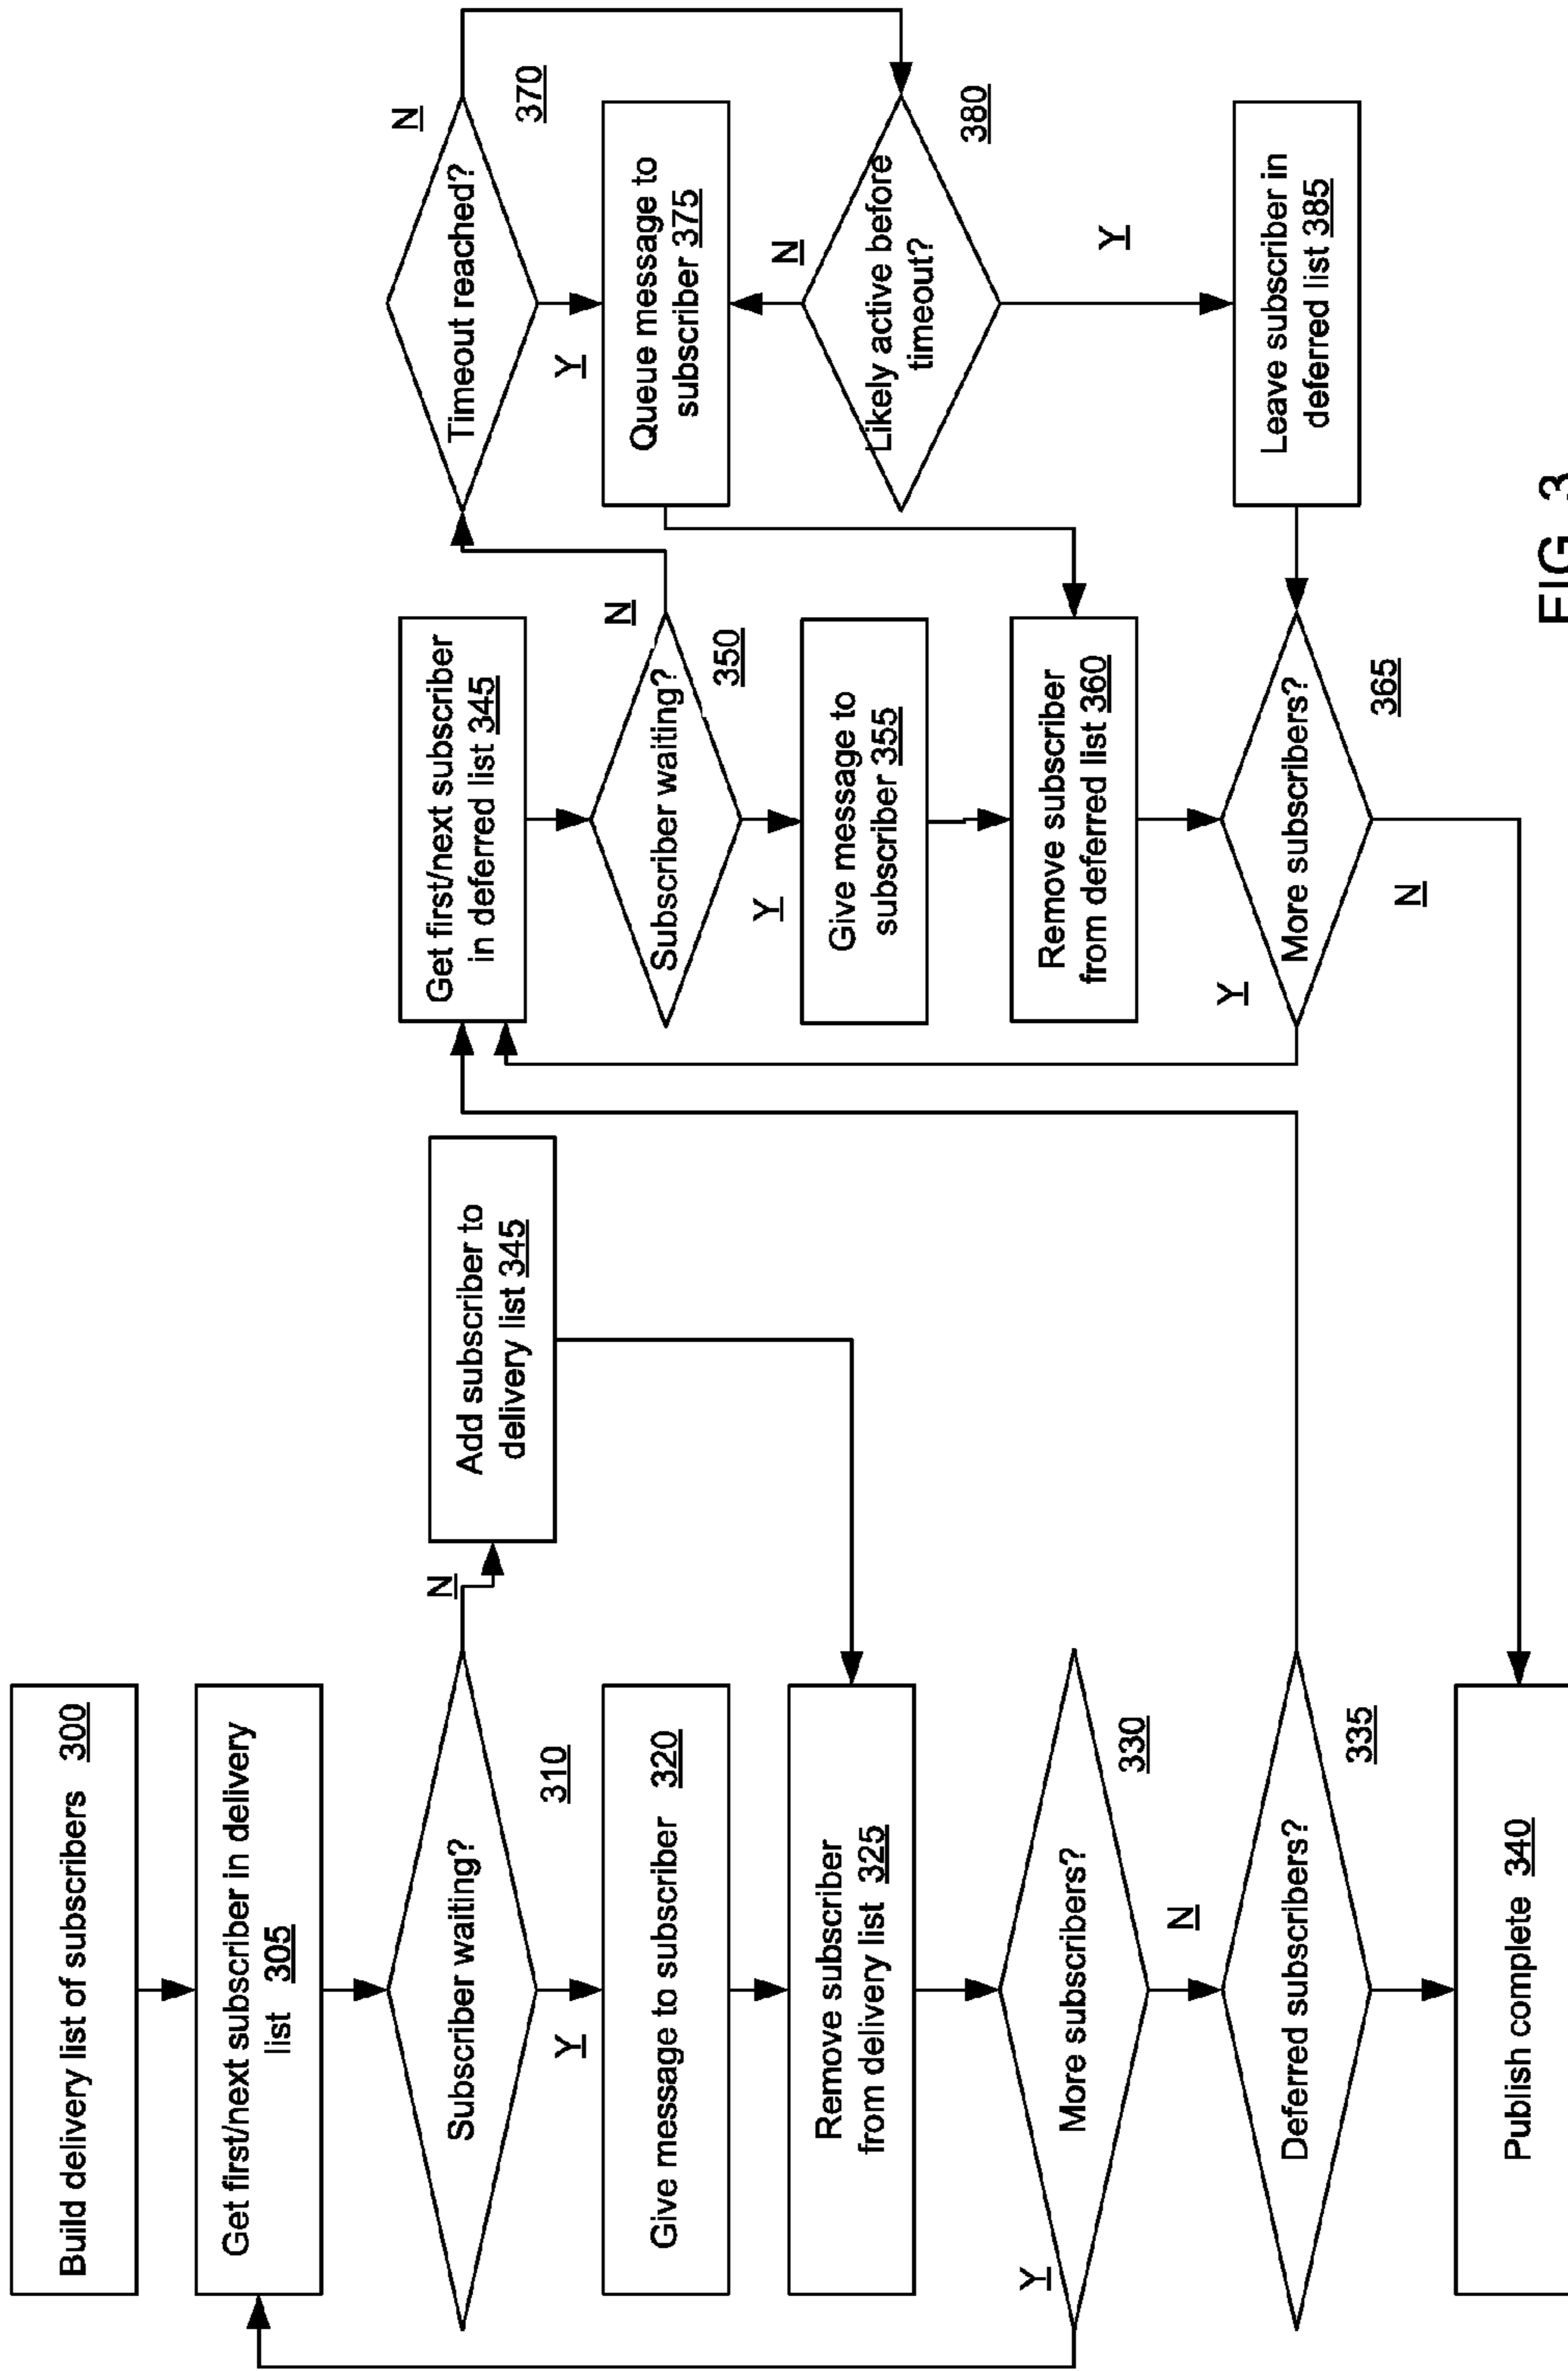 Build delivery list of subscribers 300
Get first/next subscriber in delivery
list 305
Subscriber waiting?
310
N
Y
Add subscriber to
delivery list 345
Give message to subscriber 320
Remove subscriber
from delivery list 325
More subscribers?
330
Y
N
Deferred subscribers?
335
Publish complete 340
Get first/next subscriber
in deferred list 345
Subscriber waiting?
350
N
Y
Give message to
subscriber 355
Remove subscriber
from deferred list 360
More subscribers?
365
Y
N
Timeout reached?
370
N
Y
Queue message to
subscriber 375
N
Likely active before
timeout?
380
Y
Leave subscriber in
deferred list 385
FIG. 3